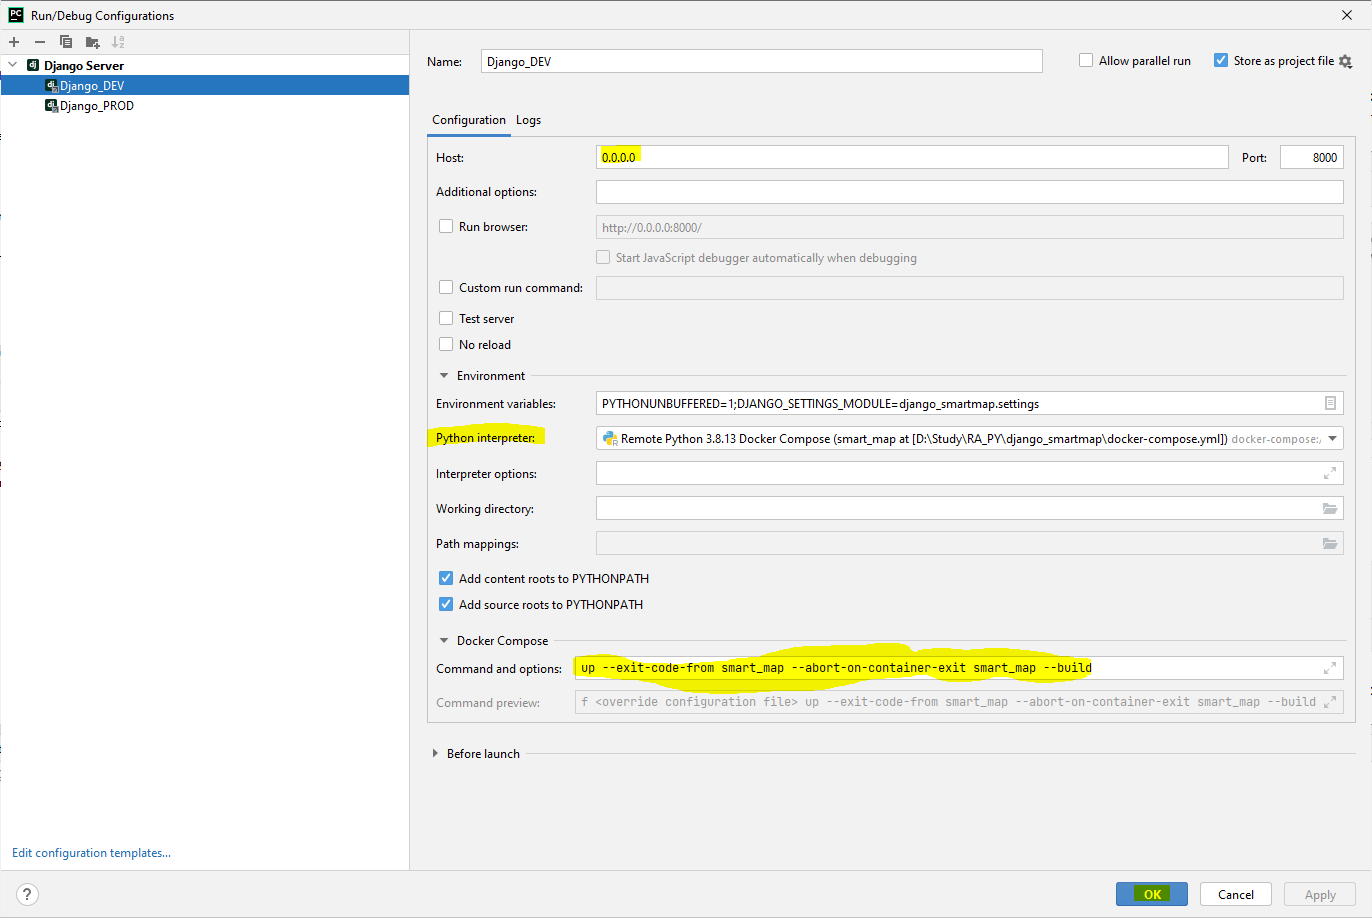 PC Run/Debug Configurations
Django Server
Django_DEV
Django_PROD
Edit configuration templates...
Name: Django_DEV
Allow parallel run
Store as project file
Configuration Logs
Host: 0.0.0.0 Port: 8000
Additional options:
Run browser: http://0.0.0.0:8000/
Start JavaScript debugger automatically when debugging
Custom run command:
Test server
No reload
Environment
Environment variables: PYTHONUNBUFFERED=1;DJANGO_SETTINGS_MODULE=django_smartmap.settings
Python interpreter: Remote Python 3.8.13 Docker Compose (smart_map at [D:\Study\RA_PY\django_smartmap\docker-compose.yml]) docker-compose:/
Interpreter options:
Working directory:
Path mappings:
Add content roots to PYTHONPATH
Add source roots to PYTHONPATH
Docker Compose
Command and options: up --exit-code-from smart_map --abort-on-container-exit smart_map --build
Command preview: f <override configuration file> up --exit-code-from smart_map --abort-on-container-exit smart_map --build
Before launch
? OK Cancel Apply